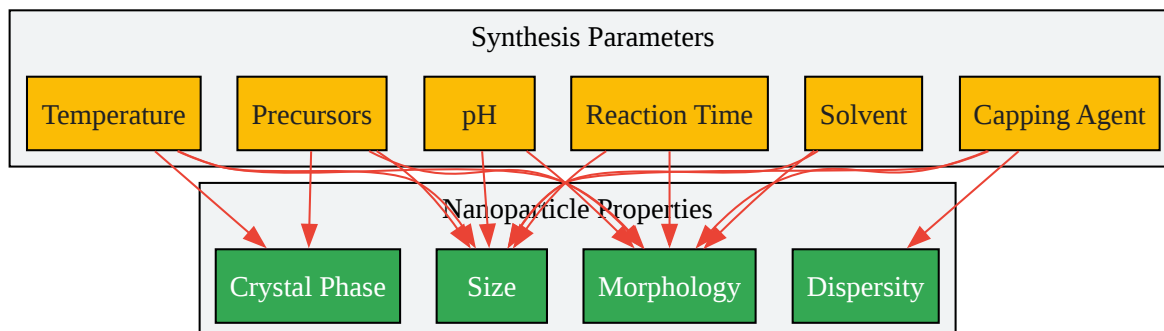 Synthesis Parameters
Temperature
Precursors
pH
Reaction Time
Solvent
Capping Agent
Nanoparticle Properties
Crystal Phase
Size
Morphology
Dispersity